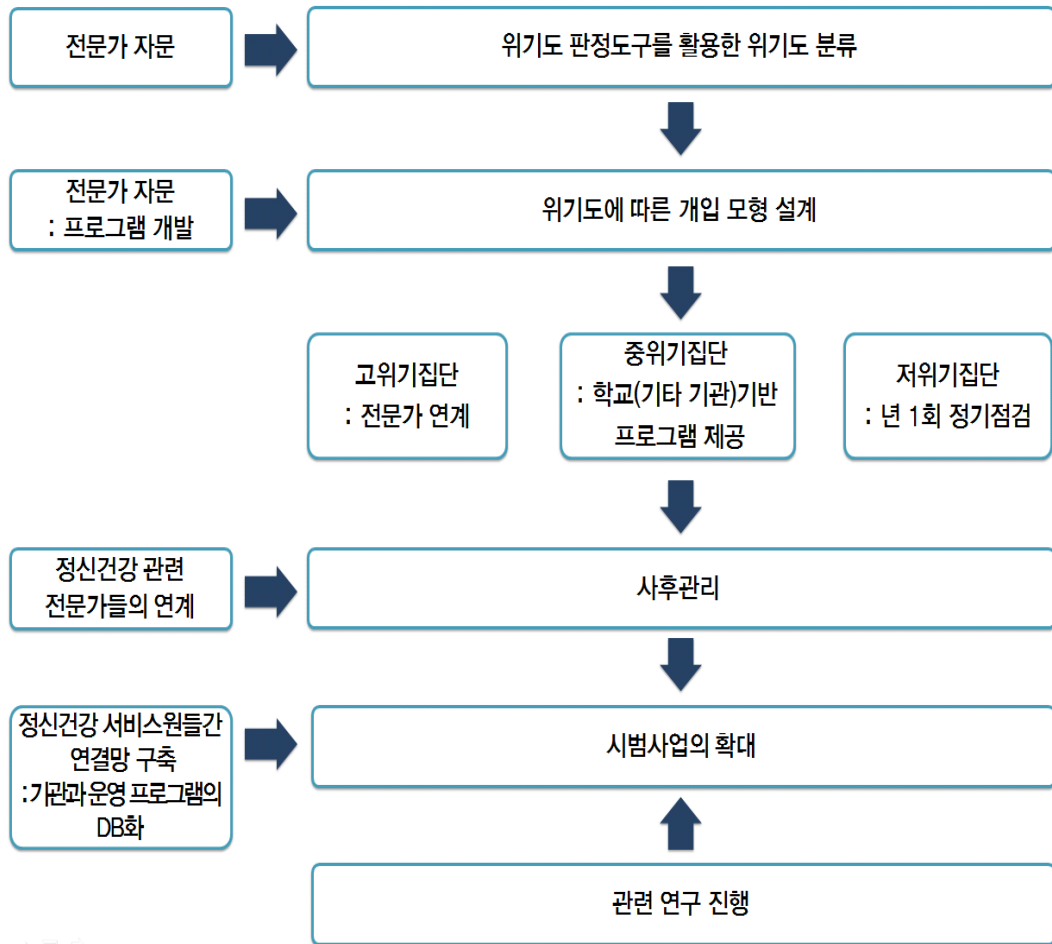 전문가 자문
위기도 판정도구를 활용한 위기도 분류
전문가 자문
: 프로그램 개발
위기도에 따른 개입 모형 설계
고위기집단
: 전문가 연계
중위기집단
: 학교(기타 기관)기반
프로그램 제공
저위기집단
: 년 1회 정기점검
정신건강 관련
전문가들의 연계
사후관리
정신건강 서비스원들간
연결망 구축
:기관과 운영 프로그램의
DB화
시범사업의 확대
관련 연구 진행